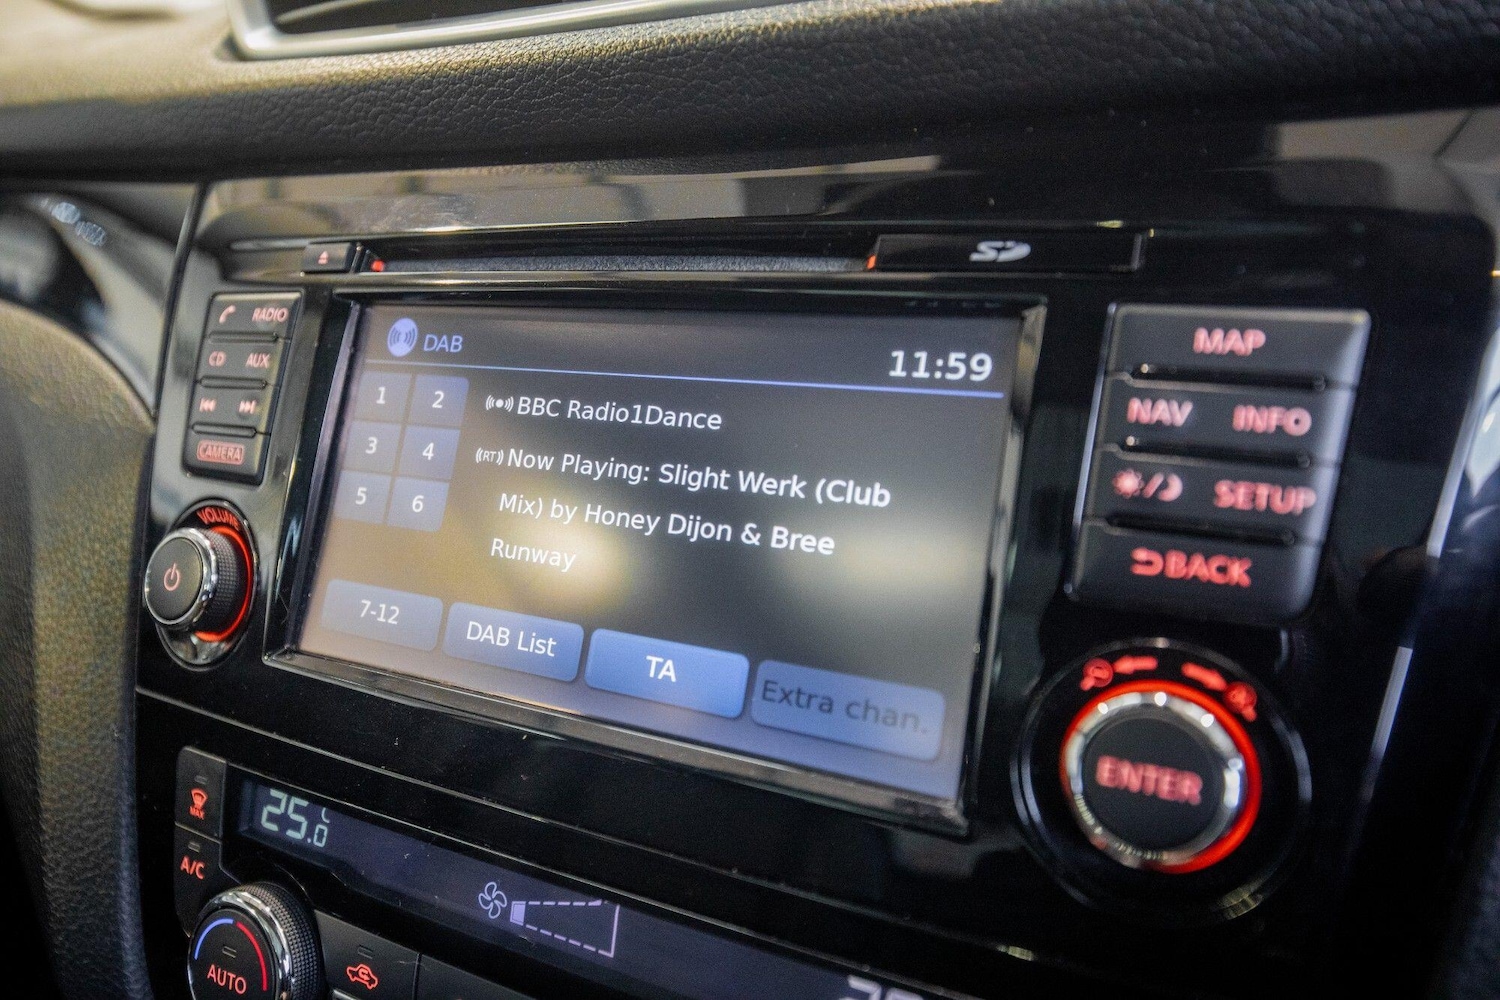 SD
RADIO
CD AUX
CAMERA
VOLUME
DAB
11:59
1 2
3 4
5 6
BBC Radio1Dance
(RT) Now Playing: Slight Werk (Club
Mix) by Honey Dijon & Bree
Runway
7-12
DAB List
TA
Extra chan.
MAP
NAV INFO
SETUP
BACK
ENTER
MAX
25.0 C
A/C
AUTO